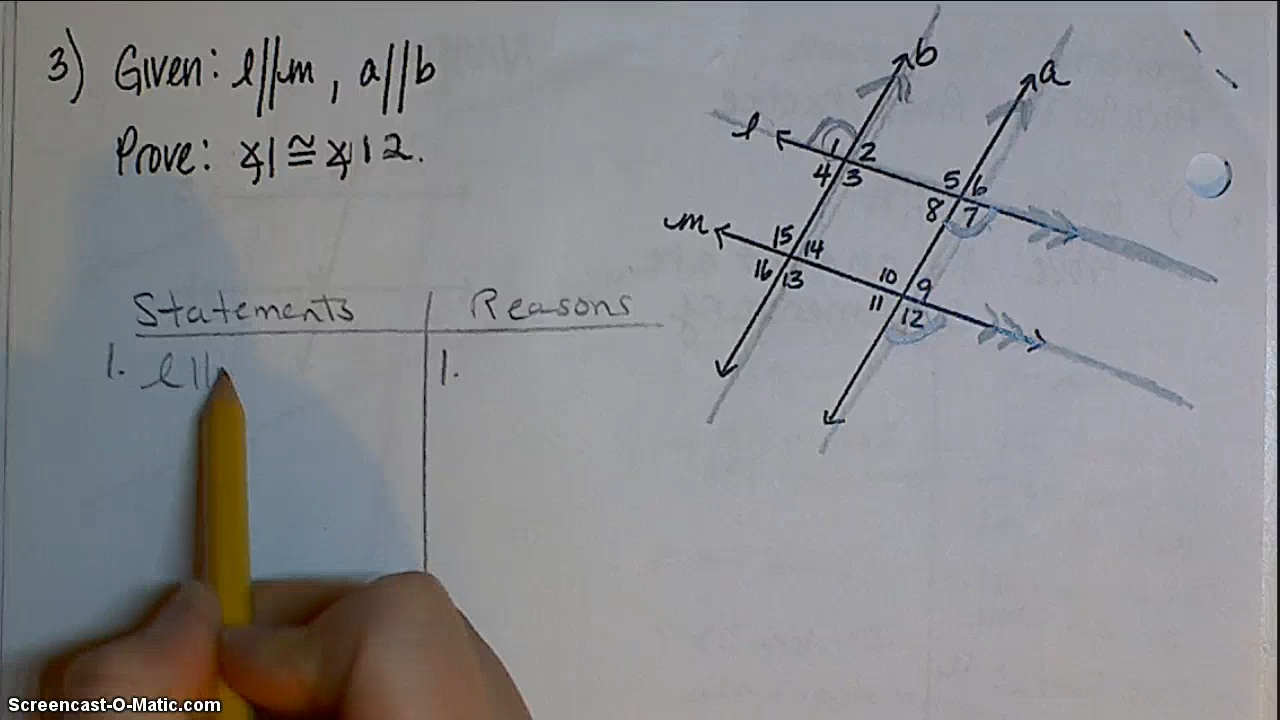 3) Given: l//m, a//b
Prove: ∡1 ≅ ∡12.
b
a
l
1 2
4 3
5 6
8 7
m
15 14
16 13
10 9
11 12
Statements Reasons
1. l || 1.
Screencast-O-Matic.com